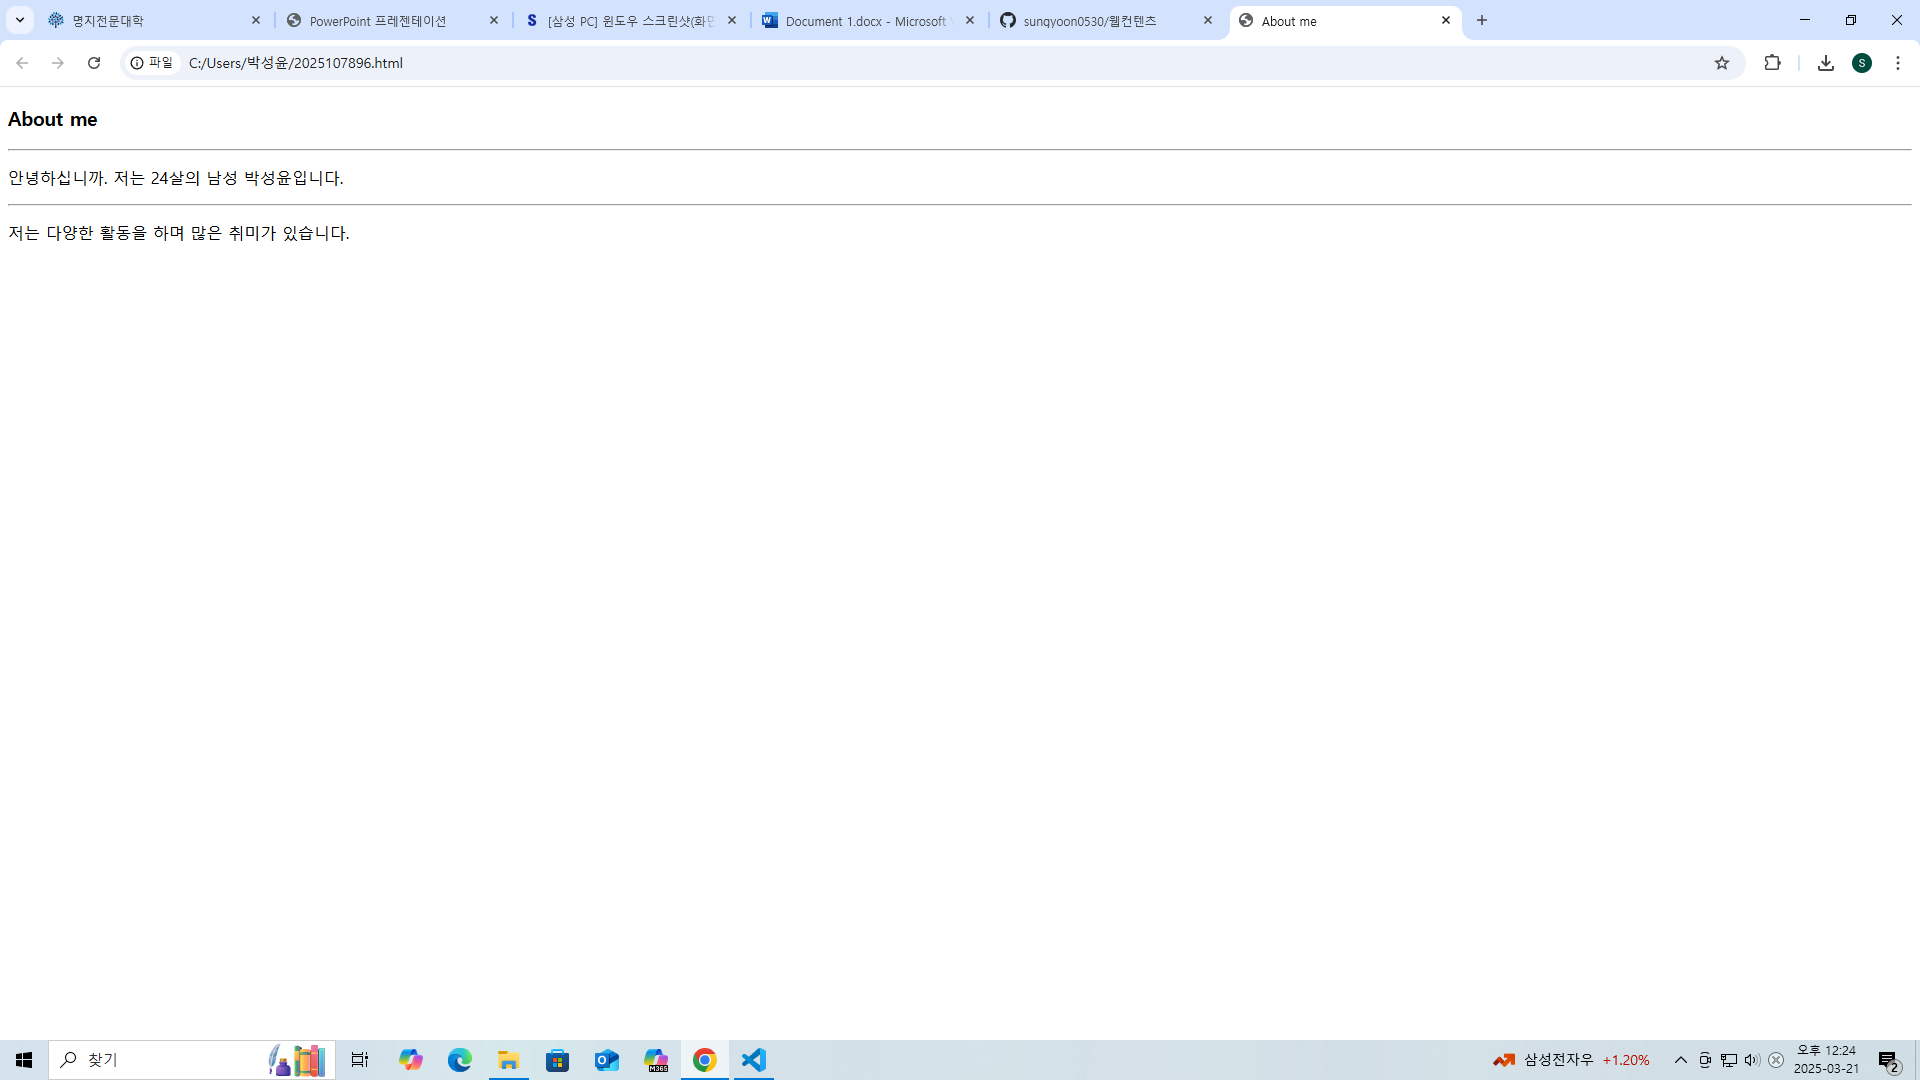 명지전문대학
PowerPoint 프레젠테이션
[삼성 PC] 윈도우 스크린샷(화면
Document 1.docx - Microsoft
sungyoon0530/웹컨텐츠
About me
파일
C:/Users/박성윤/2025107896.html
S
About me
안녕하십니까. 저는 24살의 남성 박성윤입니다.
저는 다양한 활동을 하며 많은 취미가 있습니다.
찾기
M365
삼성전자우 +1.20%
오후 12:24
2025-03-21
2